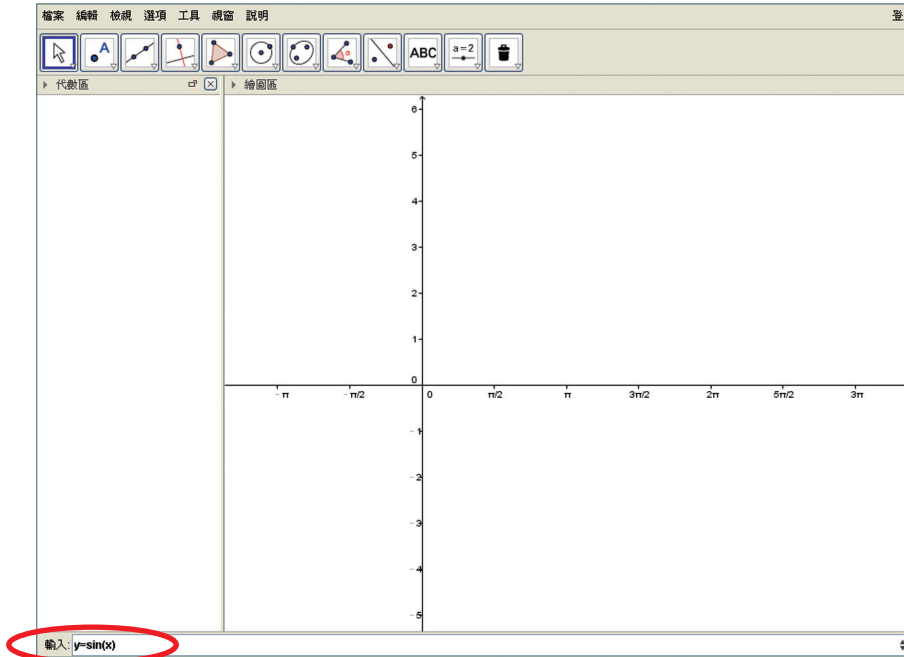 檔案 編輯 檢視 選項 工具 視窗 說明
登
A
α
ABC
a=2
代數區
繪圖區
6
5
4
3
2
1
0
-π -π/2 0 π/2 π 3π/2 2π 5π/2 3π
-1
-2
-3
-4
-5
輸入: y=sin(x)